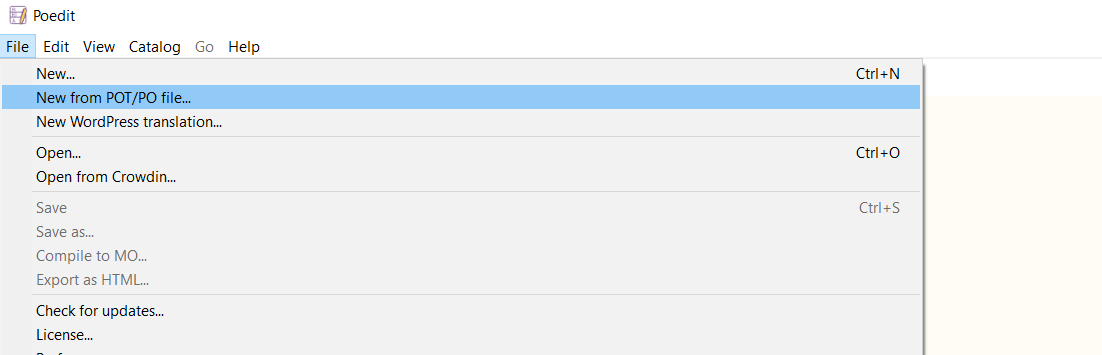 Poedit
File Edit View Catalog Go Help
New... Ctrl+N
New from POT/PO file...
New WordPress translation...
Open... Ctrl+O
Open from Crowdin...
Save Ctrl+S
Save as...
Compile to MO...
Export as HTML...
Check for updates...
License...